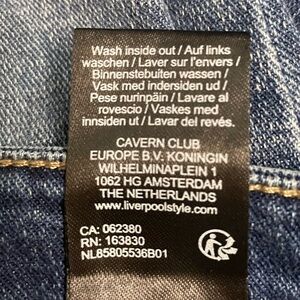 Wash inside out / Auf links
waschen / Laver sur l'envers /
Binnenstebuiten wassen /
Vask med indersiden ud /
Pese nurinpäin / Lavare al
rovescio / Vaskes med
innsiden ut / Lavar del revés.
CAVERN CLUB
EUROPE B.V. KONINGIN
WILHELMINAPLEIN 1
1062 HG AMSTERDAM
THE NETHERLANDS
www.liverpoolstyle.com
CA: 062380
RN: 163830
NL85805536B01